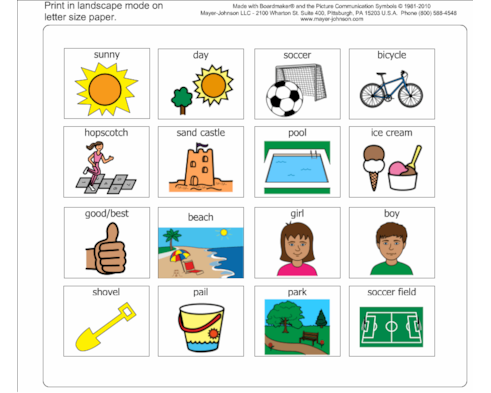 Print in landscape mode on
letter size paper.
Made with Boardmaker® and the Picture Communication Symbols © 1981-2010
Mayer-Johnson LLC - 2100 Wharton St. Suite 400, Pittsburgh, PA 15203 U.S.A. Phone (800) 588-4548
www.mayer-johnson.com
sunny day soccer bicycle
hopscotch sand castle pool ice cream
good/best beach girl boy
shovel pail park soccer field